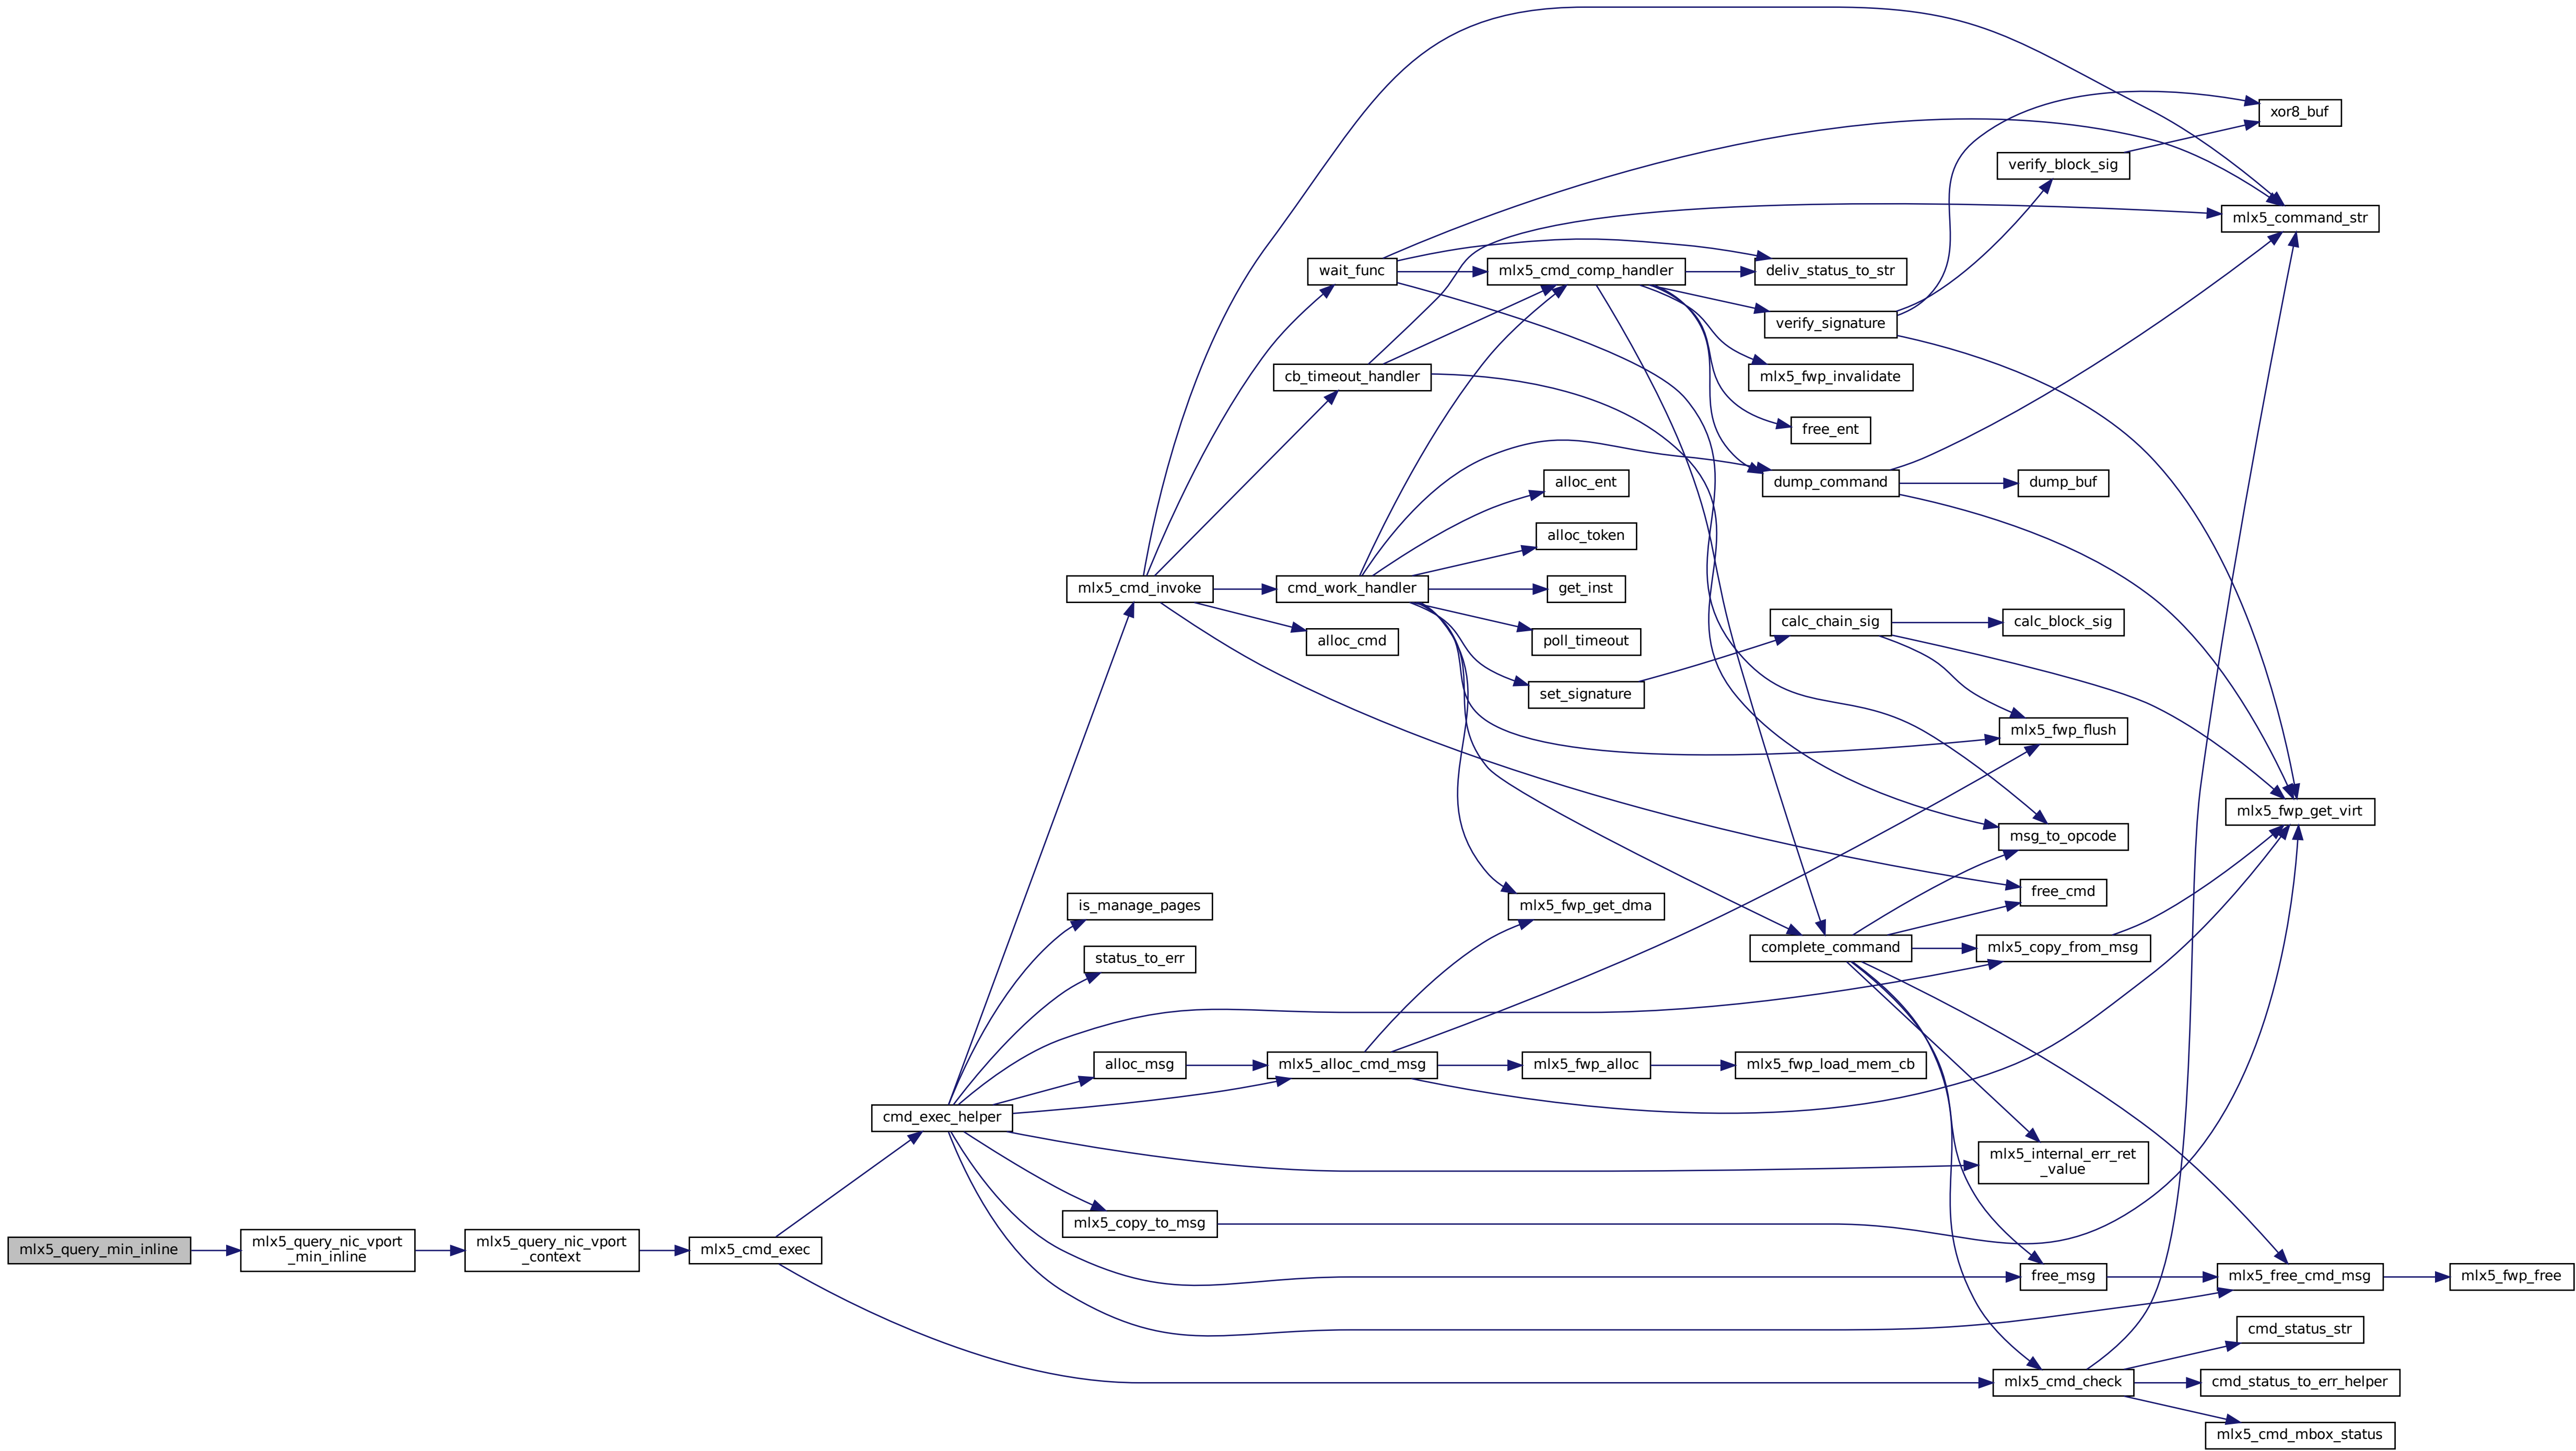 xor8_buf
verify_block_sig
mlx5_command_str
wait_func
mlx5_cmd_comp_handler
deliv_status_to_str
verify_signature
cb_timeout_handler
mlx5_fwp_invalidate
free_ent
alloc_ent
dump_command
dump_buf
alloc_token
mlx5_cmd_invoke
cmd_work_handler
get_inst
alloc_cmd
poll_timeout
calc_chain_sig
calc_block_sig
set_signature
mlx5_fwp_flush
mlx5_fwp_get_virt
msg_to_opcode
is_manage_pages
mlx5_fwp_get_dma
free_cmd
status_to_err
complete_command
mlx5_copy_from_msg
alloc_msg
mlx5_alloc_cmd_msg
mlx5_fwp_alloc
mlx5_fwp_load_mem_cb
cmd_exec_helper
mlx5_internal_err_ret
_value
mlx5_copy_to_msg
mlx5_query_min_inline
mlx5_query_nic_vport
_min_inline
mlx5_query_nic_vport
_context
mlx5_cmd_exec
free_msg
mlx5_free_cmd_msg
mlx5_fwp_free
cmd_status_str
mlx5_cmd_check
cmd_status_to_err_helper
mlx5_cmd_mbox_status